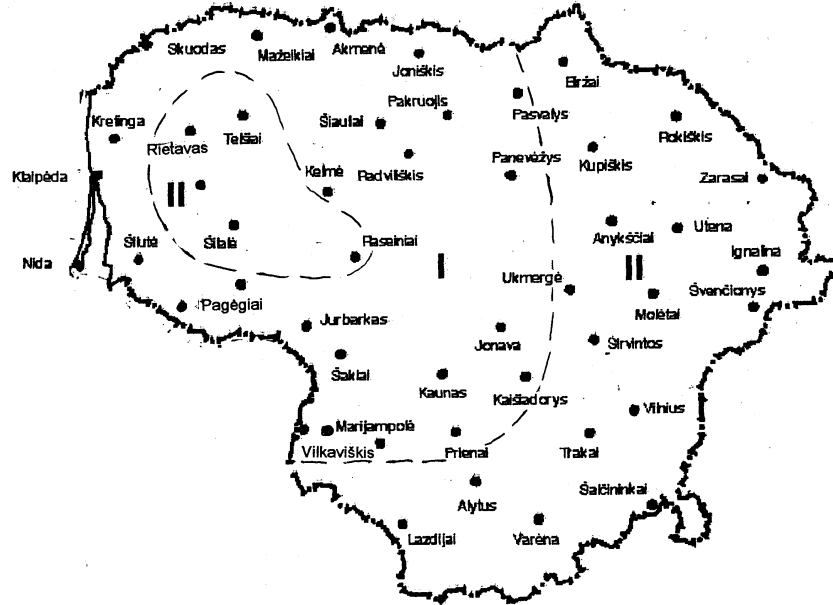 Skuodas
Mažeikiai
Akmenė
Joniškis
Biržai
Pakruojis
Pasvalys
Kretinga
Rietavas
Telšiai
Šiauliai
Rokiškis
Kelmė
Radviliškis
Panevėžys
Kupiškis
Klaipėda
Zarasai
II
Šilutė
Šilalė
Raseiniai
Anykščiai
Utena
Ignalina
Nida
I
II
Ukmergė
Švenčionys
Pagėgiai
Molėtai
Jurbarkas
Jonava
Širvintos
Šakiai
Kaunas
Kaišiadorys
Vilnius
Marijampolė
Vilkaviškis
Prienai
Trakai
Alytus
Šalčininkai
Lazdijai
Varėna